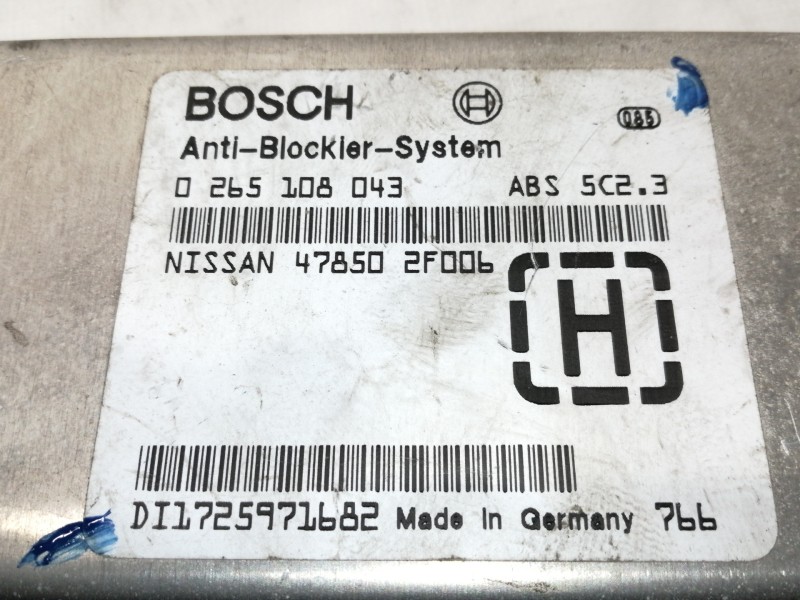 BOSCH
085
Anti-Blockier-System
0 265 108 043 ABS 5C2.3
NISSAN 47850 2F006
H
DI1725971682 Made in Germany 766